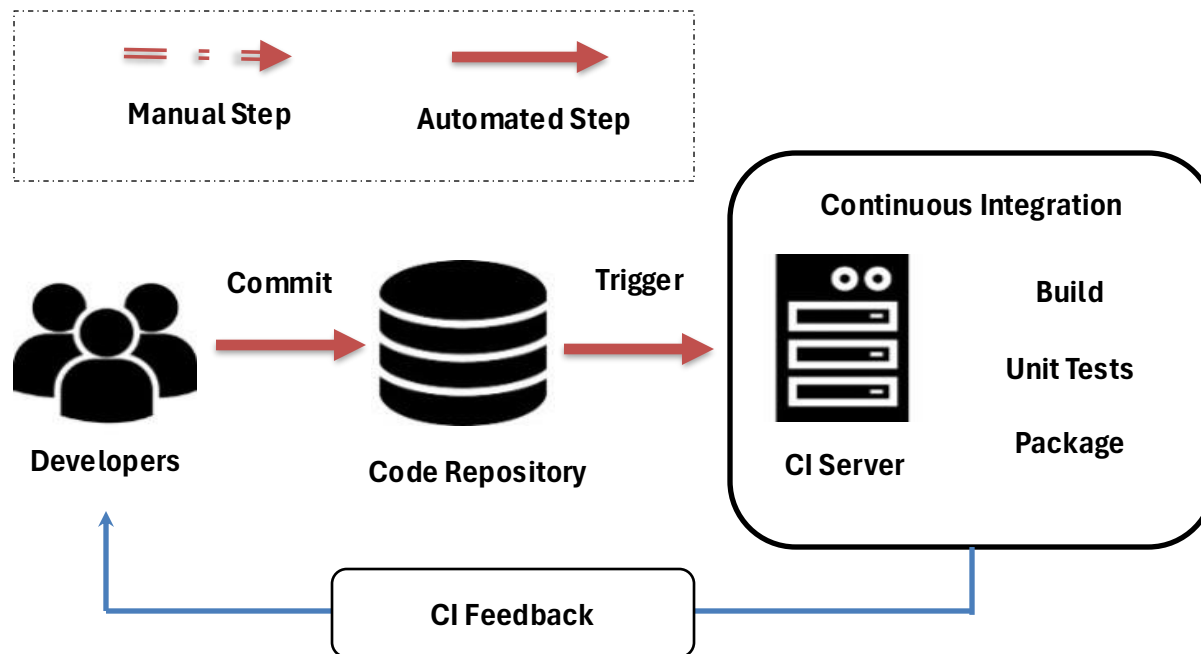 Manual Step
Automated Step
Continuous Integration
Commit
Trigger
Build
Unit Tests
Package
Developers
Code Repository
CI Server
CI Feedback